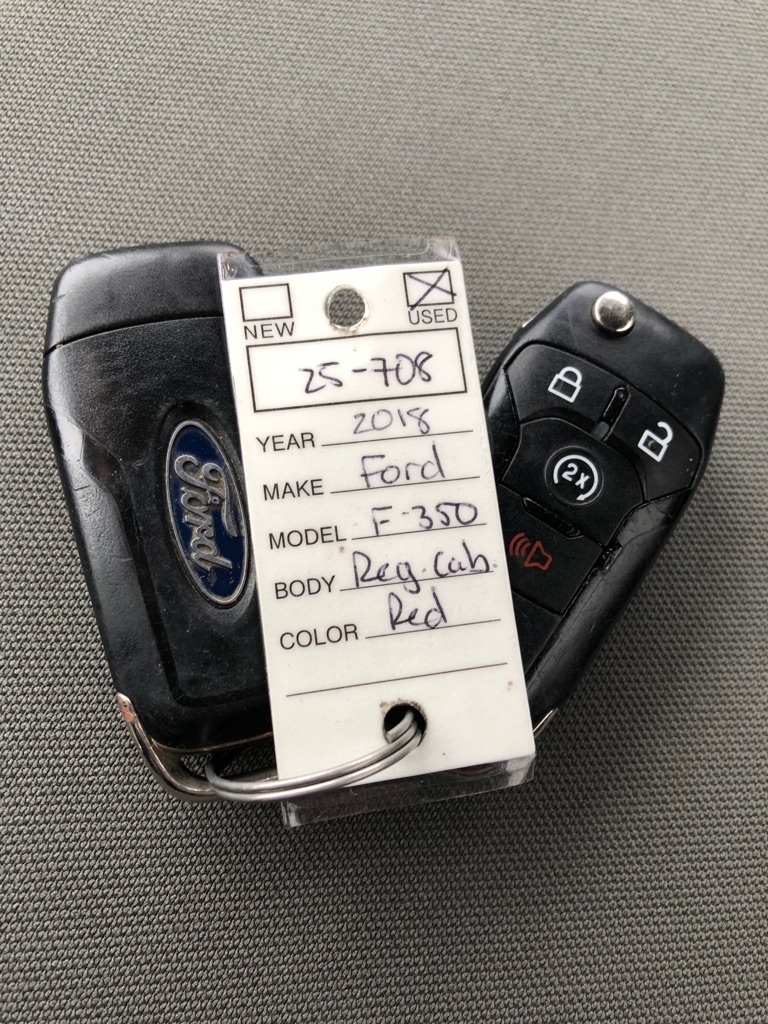 NEW USED
25-708
YEAR 2018
MAKE Ford
MODEL F-350
BODY Reg. Cab.
COLOR Red
Ford
2x